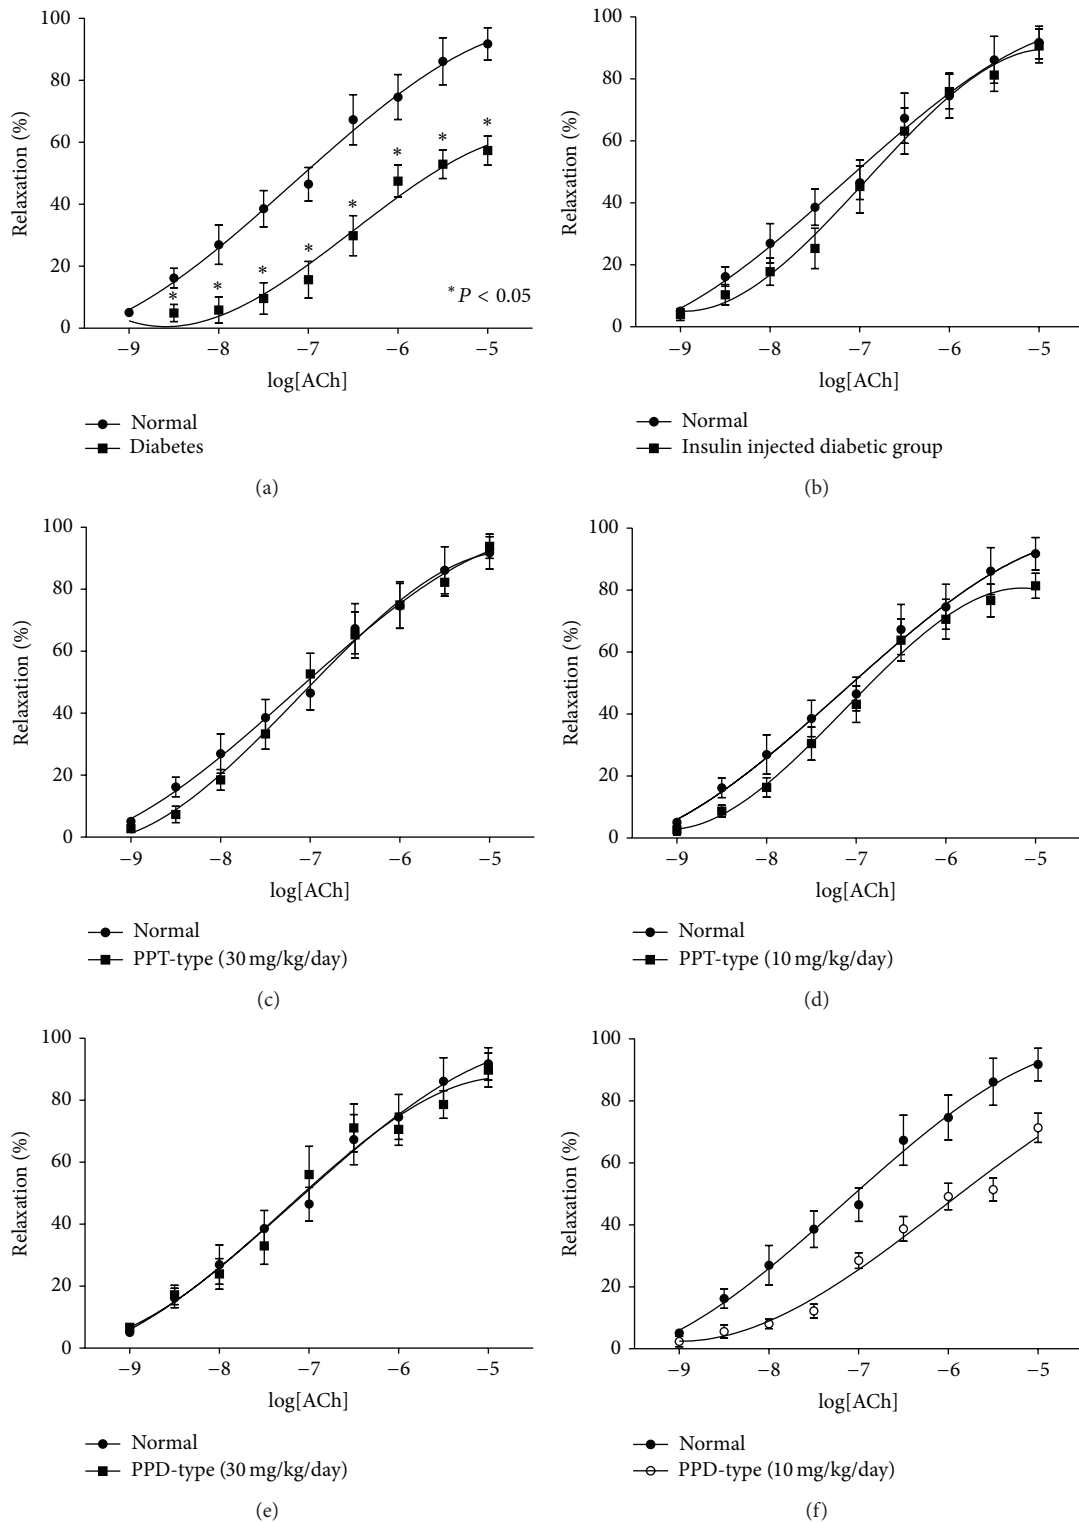 100
80
60
40
20
0
Relaxation (%)
* * * * * * * *
*P < 0.05
−9 −8 −7 −6 −5
log[ACh]
Normal
Diabetes
(a)
100
80
60
40
20
0
Relaxation (%)
−9 −8 −7 −6 −5
log[ACh]
Normal
Insulin injected diabetic group
(b)
100
80
60
40
20
0
Relaxation (%)
−9 −8 −7 −6 −5
log[ACh]
Normal
PPT-type (30 mg/kg/day)
(c)
100
80
60
40
20
0
Relaxation (%)
−9 −8 −7 −6 −5
log[ACh]
Normal
PPT-type (10 mg/kg/day)
(d)
100
80
60
40
20
0
Relaxation (%)
−9 −8 −7 −6 −5
log[ACh]
Normal
PPD-type (30 mg/kg/day)
(e)
100
80
60
40
20
0
Relaxation (%)
−9 −8 −7 −6 −5
log[ACh]
Normal
PPD-type (10 mg/kg/day)
(f)